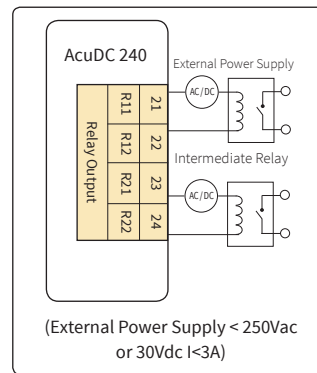 AcuDC 240
External Power Supply
AC/DC
R11 21
R12 22
Intermediate Relay
R21 23
AC/DC
R22 24
Relay Output
(External Power Supply < 250Vac
or 30Vdc I<3A)